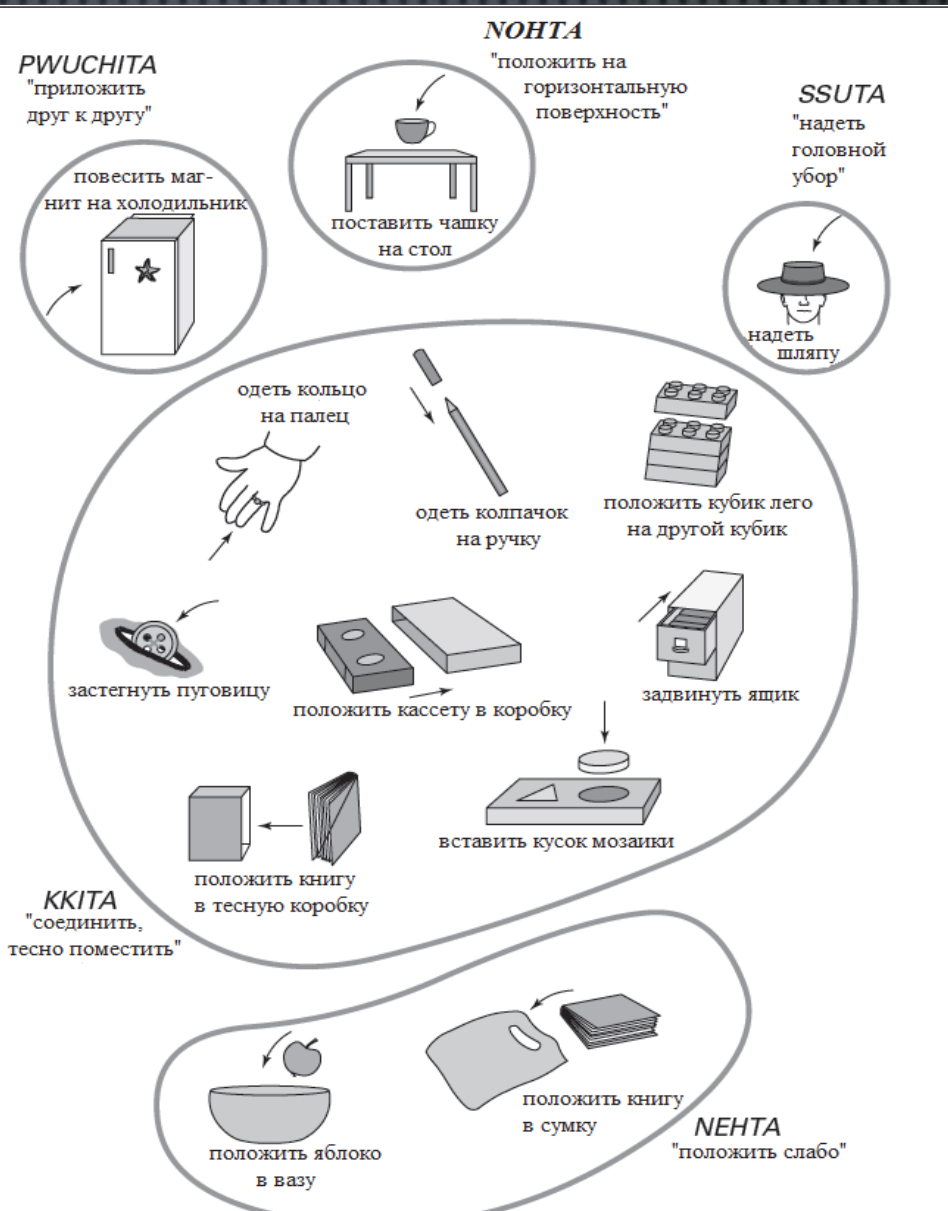 NOHTA
"положить на
горизонтальную
поверхность"
PWUCHITA
"приложить
друг к другу"
SSUTA
"надеть
головной
убор"
повесить маг-
нит на холодильник
поставить чашку
на стол
надеть
шляпу
одеть кольцо
на палец
одеть колпачок
на ручку
положить кубик лего
на другой кубик
застегнуть пуговицу
положить кассету в коробку
задвинуть ящик
вставить кусок мозаики
положить книгу
в тесную коробку
KKITA
"соединить,
тесно поместить"
положить яблоко
в вазу
положить книгу
в сумку
NEHTA
"положить слабо"